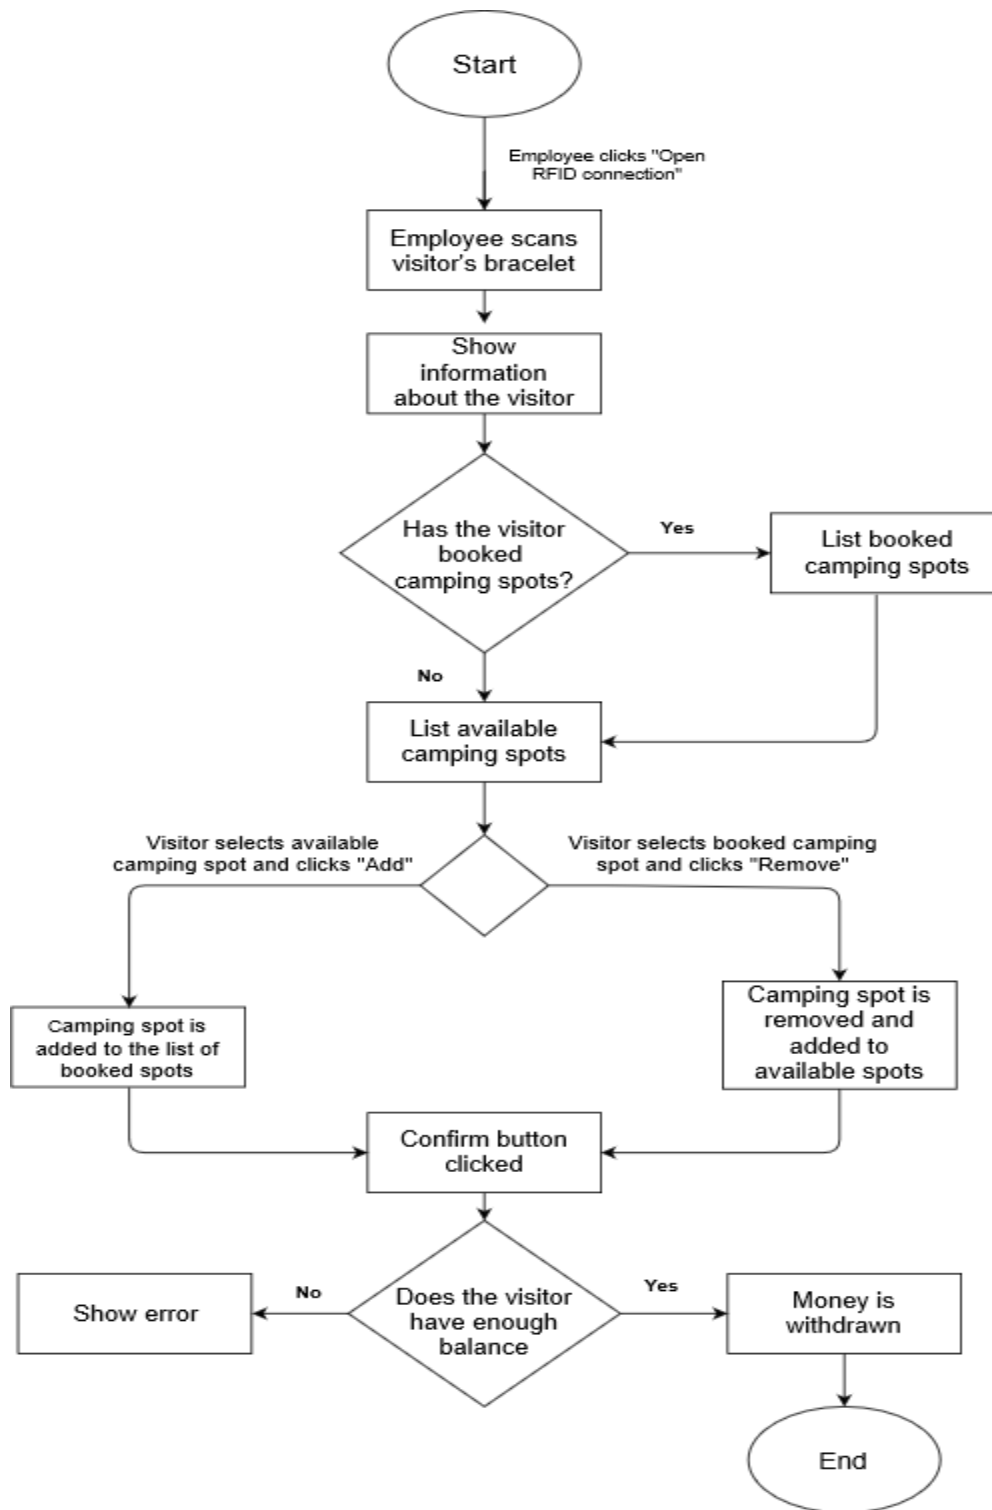 Start
Employee clicks "Open
RFID connection"
Employee scans
visitor's bracelet
Show
information
about the visitor
Has the visitor
booked
camping spots?
Yes
List booked
camping spots
No
List available
camping spots
Visitor selects available
camping spot and clicks "Add"
Visitor selects booked camping
spot and clicks "Remove"
Camping spot is
added to the list of
booked spots
Camping spot is
removed and
added to
available spots
Confirm button
clicked
Show error
No
Does the visitor
have enough
balance
Yes
Money is
withdrawn
End